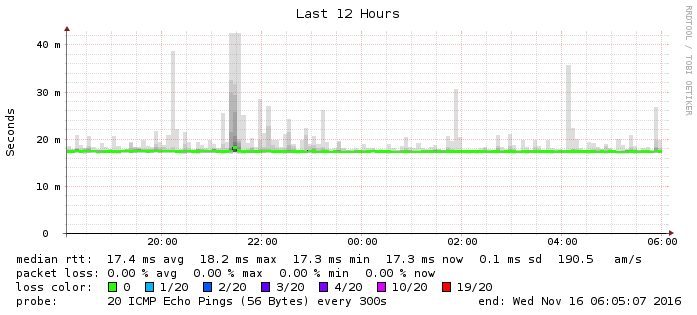 Last 12 Hours
RRDTOOL / TOBI OETIKER
Seconds
40 m
30 m
20 m
10 m
0
20:00 22:00 00:00 02:00 04:00 06:00
median rtt: 17.4 ms avg 18.2 ms max 17.3 ms min 17.3 ms now 0.1 ms sd 190.5 am/s
packet loss: 0.00 % avg 0.00 % max 0.00 % min 0.00 % now
loss color: 0 1/20 2/20 3/20 4/20 10/20 19/20
probe: 20 ICMP Echo Pings (56 Bytes) every 300s end: Wed Nov 16 06:05:07 2016